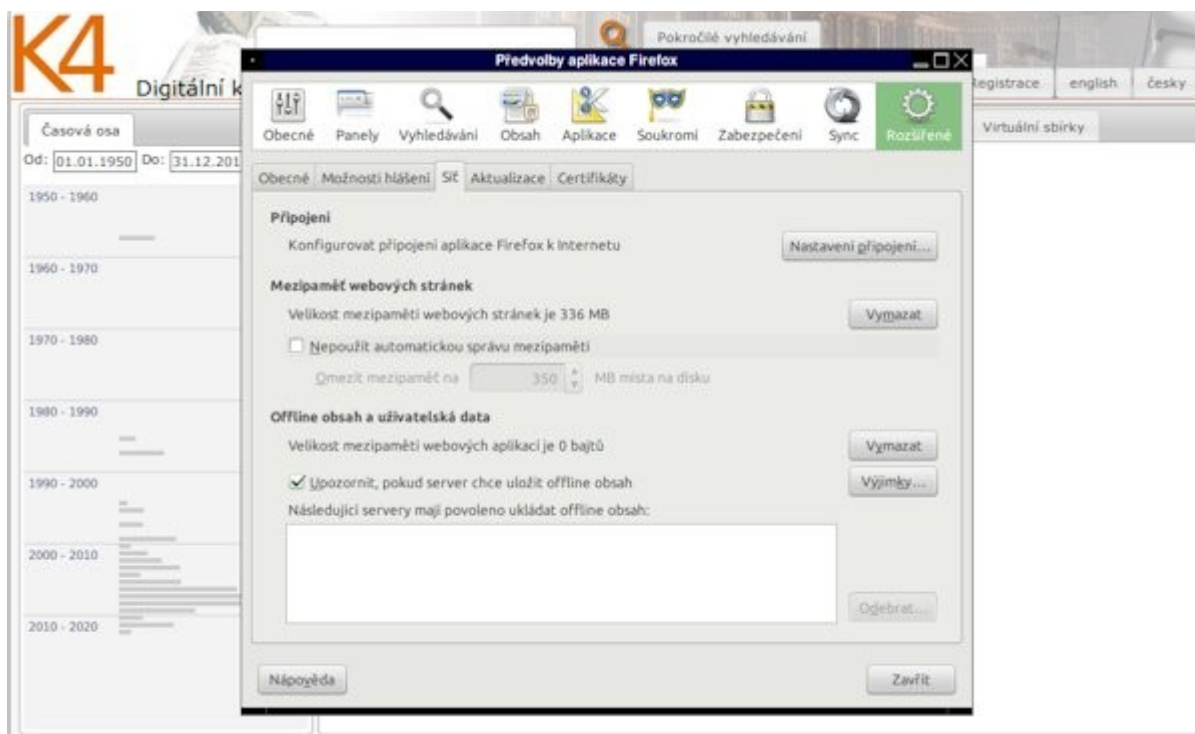 K4
Digitální k
Pokročilé vyhledávání
Registrace
english
česky
Virtuální sbírky
Časová osa
Od: 01.01.1950 Do: 31.12.201
1950 - 1960
1960 - 1970
1970 - 1980
1980 - 1990
1990 - 2000
2000 - 2010
2010 - 2020
Předvolby aplikace Firefox
Obecné Panely Vyhledávání Obsah Aplikace Soukromí Zabezpečení Sync Rozšířené
Obecné Možnosti hlášení Síť Aktualizace Certifikáty
Připojení
Konfigurovat připojení aplikace Firefox k Internetu Nastavení připojení...
Mezipaměť webových stránek
Velikost mezipaměti webových stránek je 336 MB Vymazat
Nepoužít automatickou správu mezipaměti
Omezit mezipaměť na 350 MB místa na disku
Offline obsah a uživatelská data
Velikost mezipaměti webových aplikací je 0 bajtů Vymazat
Upozornit, pokud server chce uložit offline obsah Výjimky...
Následující servery mají povoleno ukládat offline obsah:
Odebrat...
Nápověda Zavřít